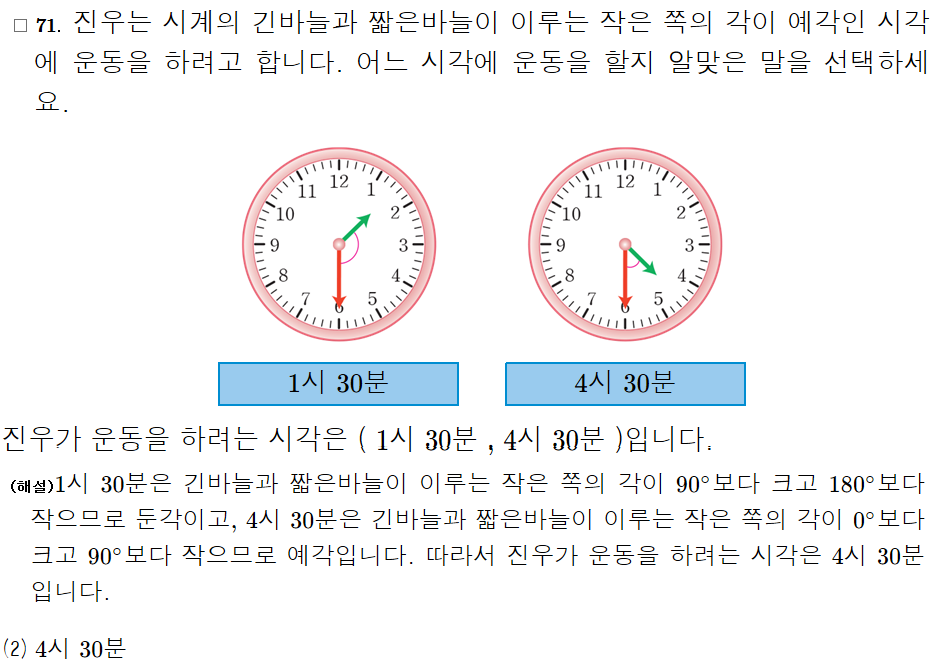 □ 71. 진우는 시계의 긴바늘과 짧은바늘이 이루는 작은 쪽의 각이 예각인 시각
에 운동을 하려고 합니다. 어느 시각에 운동을 할지 알맞은 말을 선택하세
요.
12 1 2 3 4 5 6 7 8 9 10 11
12 1 2 3 4 5 6 7 8 9 10 11
1시 30분
4시 30분
진우가 운동을 하려는 시각은 ( 1시 30분 , 4시 30분 )입니다.
(해설)1시 30분은 긴바늘과 짧은바늘이 이루는 작은 쪽의 각이 90°보다 크고 180°보다
작으므로 둔각이고, 4시 30분은 긴바늘과 짧은바늘이 이루는 작은 쪽의 각이 0°보다
크고 90°보다 작으므로 예각입니다. 따라서 진우가 운동을 하려는 시각은 4시 30분
입니다.
(2) 4시 30분